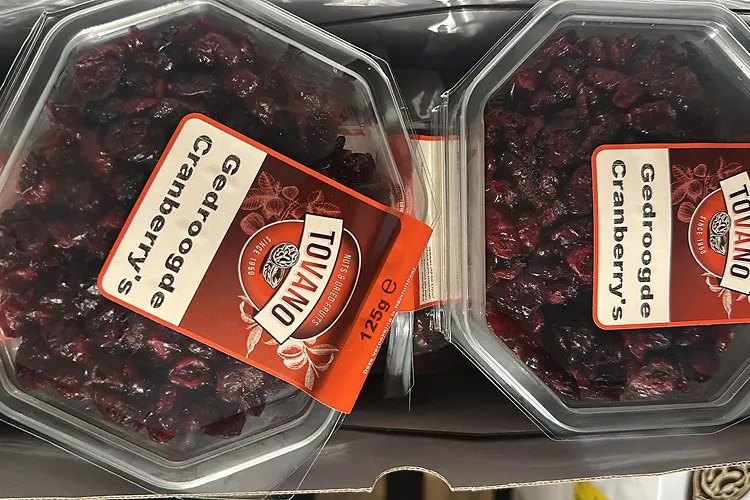 Gedroogde
Cranberry's
TOVANO
NUTS & DRIED FRUITS
SINCE 1950
125g ℮
Gedroogde
Cranberry's
TOVANO
SINCE 1950